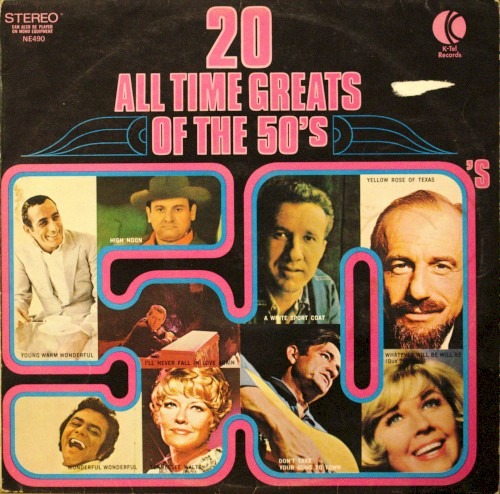 STEREO
CAN ALSO BE PLAYED
ON MONO EQUIPMENT
NE490
K-Tel
Records
20
ALL TIME GREATS
OF THE 50's
's
YELLOW ROSE OF TEXAS
HIGH NOON
A WHITE SPORT COAT
YOUNG WARM WONDERFUL
I'LL NEVER FALL IN LOVE AGAIN
WHATEVER WILL BE WILL BE
WONDERFUL WONDERFUL
TENNESSEE WALTZ
DON'T TAKE
YOUR GUNS TO TOWN